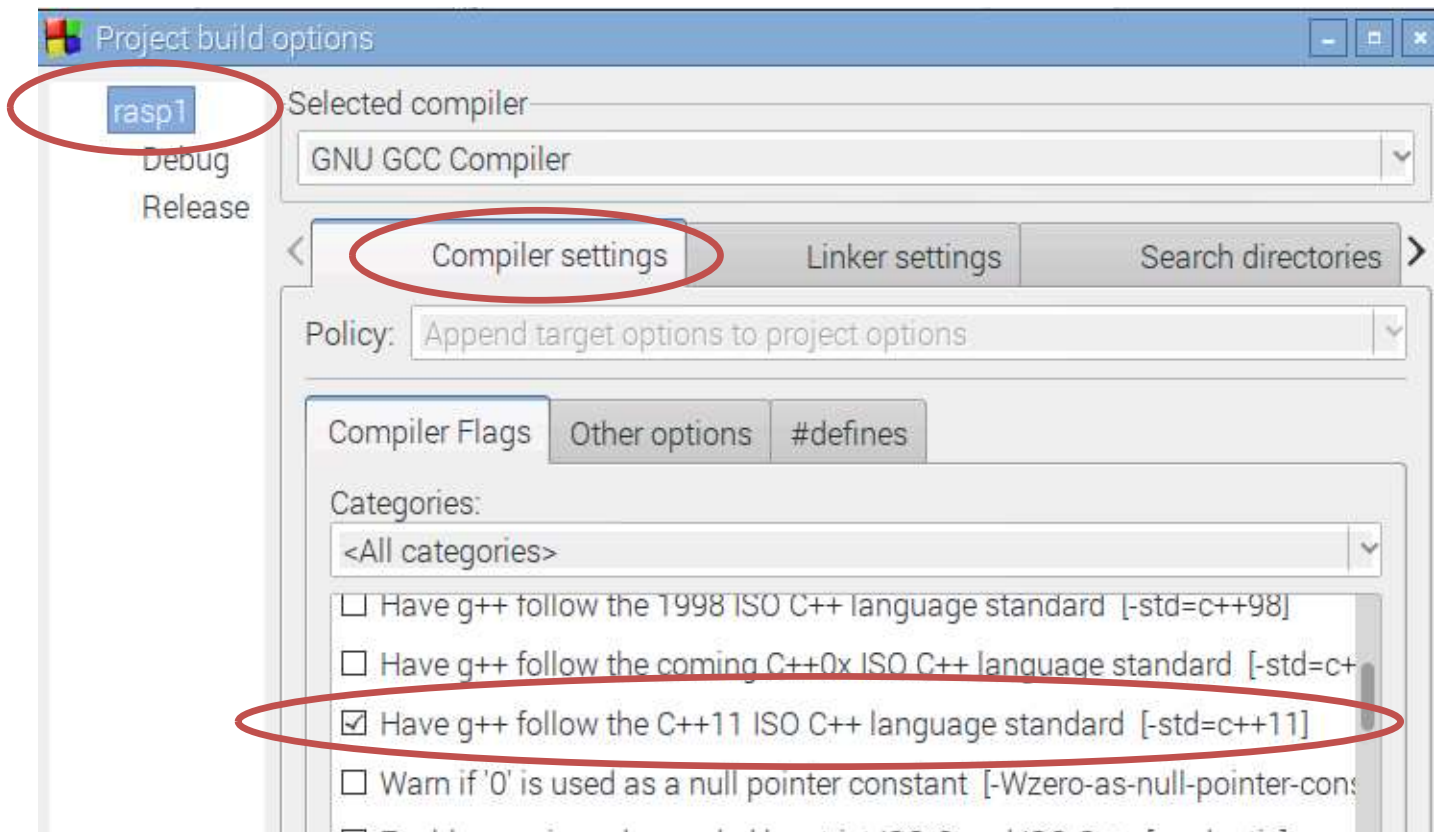 Project build options
rasp1
Debug
Release
Selected compiler
GNU GCC Compiler
Compiler settings
Linker settings
Search directories
Policy:
Append target options to project options
Compiler Flags
Other options
#defines
Categories:
<All categories>
Have g++ follow the 1998 ISO C++ language standard [-std=c++98]
Have g++ follow the coming C++0x ISO C++ language standard [-std=c+
Have g++ follow the C++11 ISO C++ language standard [-std=c++11]
Warn if '0' is used as a null pointer constant [-Wzero-as-null-pointer-cons